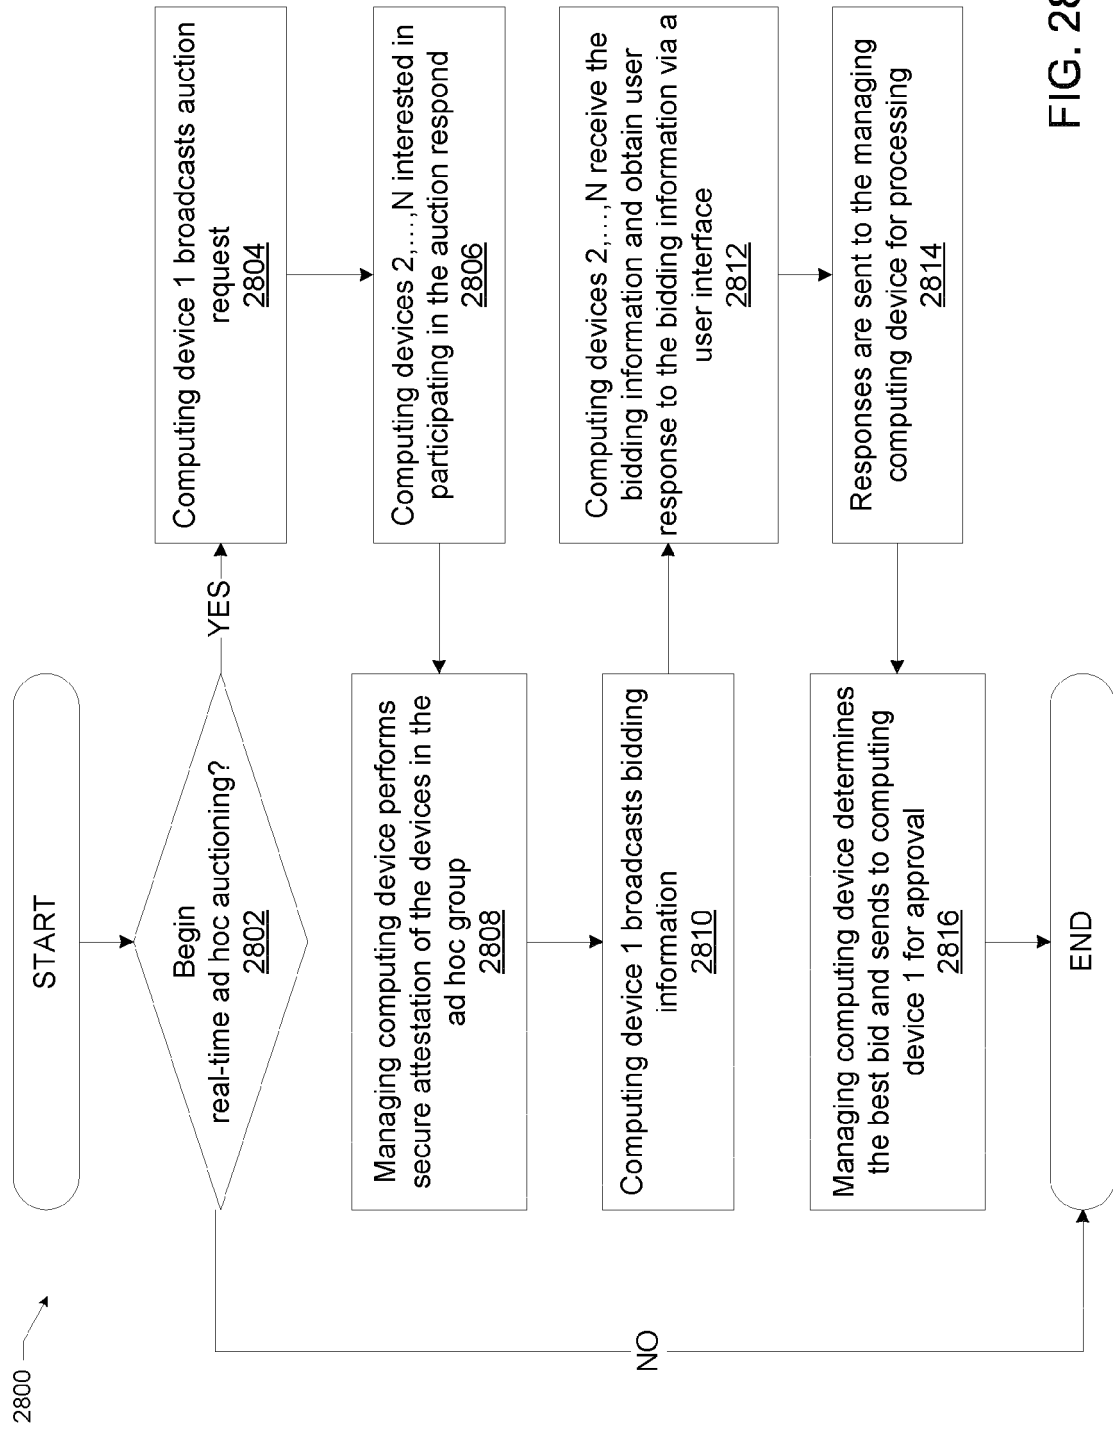 2800
START
Begin
real-time ad hoc auctioning?
2802
YES
NO
Computing device 1 broadcasts auction
request
2804
Computing devices 2,...,N interested in
participating in the auction respond
2806
Managing computing device performs
secure attestation of the devices in the
ad hoc group
2808
Computing device 1 broadcasts bidding
information
2810
Computing devices 2,...,N receive the
bidding information and obtain user
response to the bidding information via a
user interface
2812
Responses are sent to the managing
computing device for processing
2814
Managing computing device determines
the best bid and sends to computing
device 1 for approval
2816
END
FIG. 28